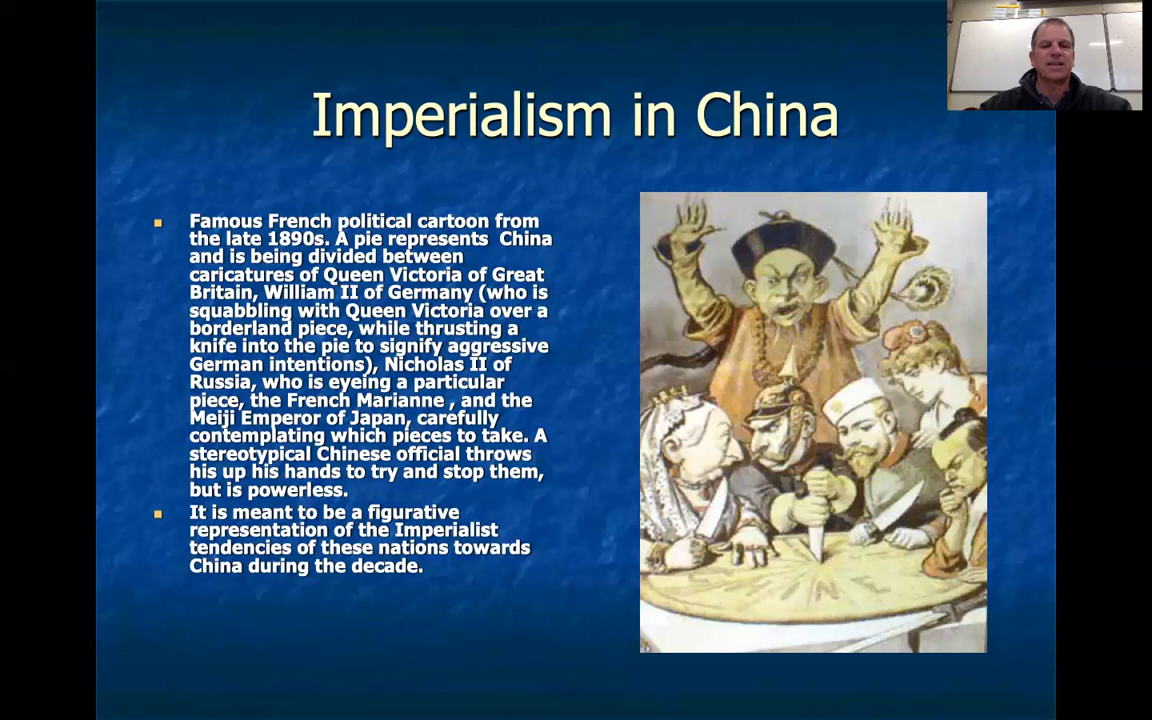 Imperialism in China
Famous French political cartoon from
the late 1890s. A pie represents  China
and is being divided between
caricatures of Queen Victoria of Great
Britain, William II of Germany (who is
squabbling with Queen Victoria over a
borderland piece, while thrusting a
knife into the pie to signify aggressive
German intentions), Nicholas II of
Russia, who is eyeing a particular
piece, the French Marianne , and the
Meiji Emperor of Japan, carefully
contemplating which pieces to take. A
stereotypical Chinese official throws
his up his hands to try and stop them,
but is powerless.
It is meant to be a figurative
representation of the Imperialist
tendencies of these nations towards
China during the decade.